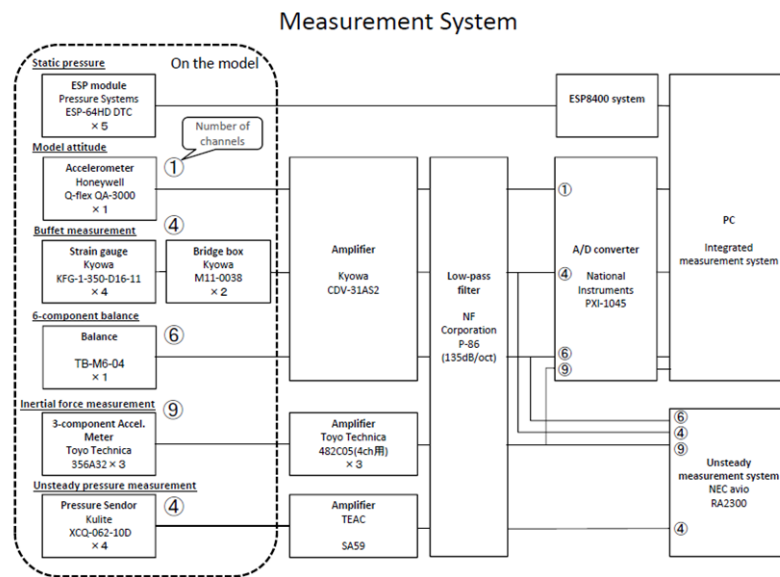 Measurement System
Static pressure
On the model
ESP module
Pressure Systems
ESP-64HD DTC
×5
ESP8400 system
Number of
channels
Model attitude
①
Accelerometer
Honeywell
Q-flex QA-3000
×1
①
Buffet measurement
④
Strain gauge
Kyowa
KFG-1-350-D16-11
×4
Bridge box
Kyowa
M11-0038
×2
Amplifier
Kyowa
CDV-31AS2
Low-pass
filter
NF
Corporation
P-86
(135dB/oct)
④
A/D converter
National
Instruments
PXI-1045
PC
Integrated
measurement system
6-component balance
⑥
Balance
TB-M6-04
×1
⑥
⑨
Inertial force measurement
⑨
3-component Accel.
Meter
Toyo Technica
356A32×3
Amplifier
Toyo Technica
482C05(4ch用)
×3
⑥
④
⑨
Unsteady
measurement system
NEC avio
RA2300
④
Unsteady pressure measurement
④
Pressure Sendor
Kulite
XCQ-062-10D
×4
Amplifier
TEAC
SA59